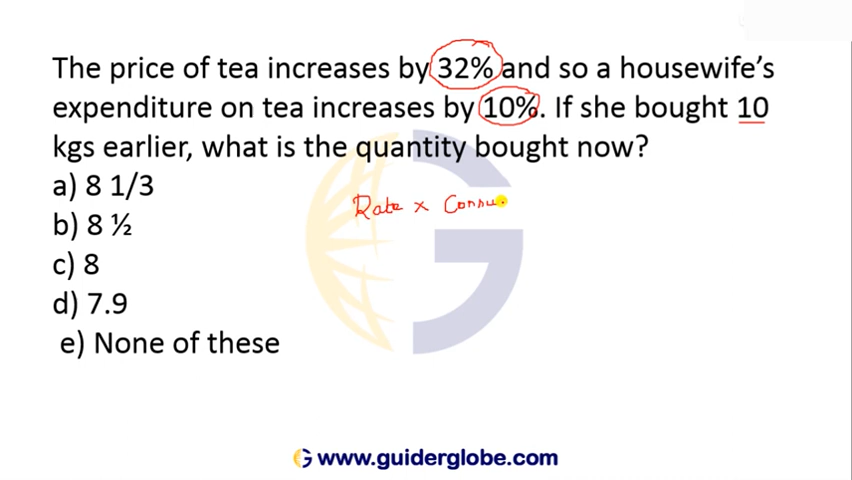 The price of tea increases by 32% and so a housewife’s
expenditure on tea increases by 10%. If she bought 10
kgs earlier, what is the quantity bought now?
a) 8 1/3
b) 8 ½
c) 8
d) 7.9
e) None of these
Rate x Consu
www.guiderglobe.com